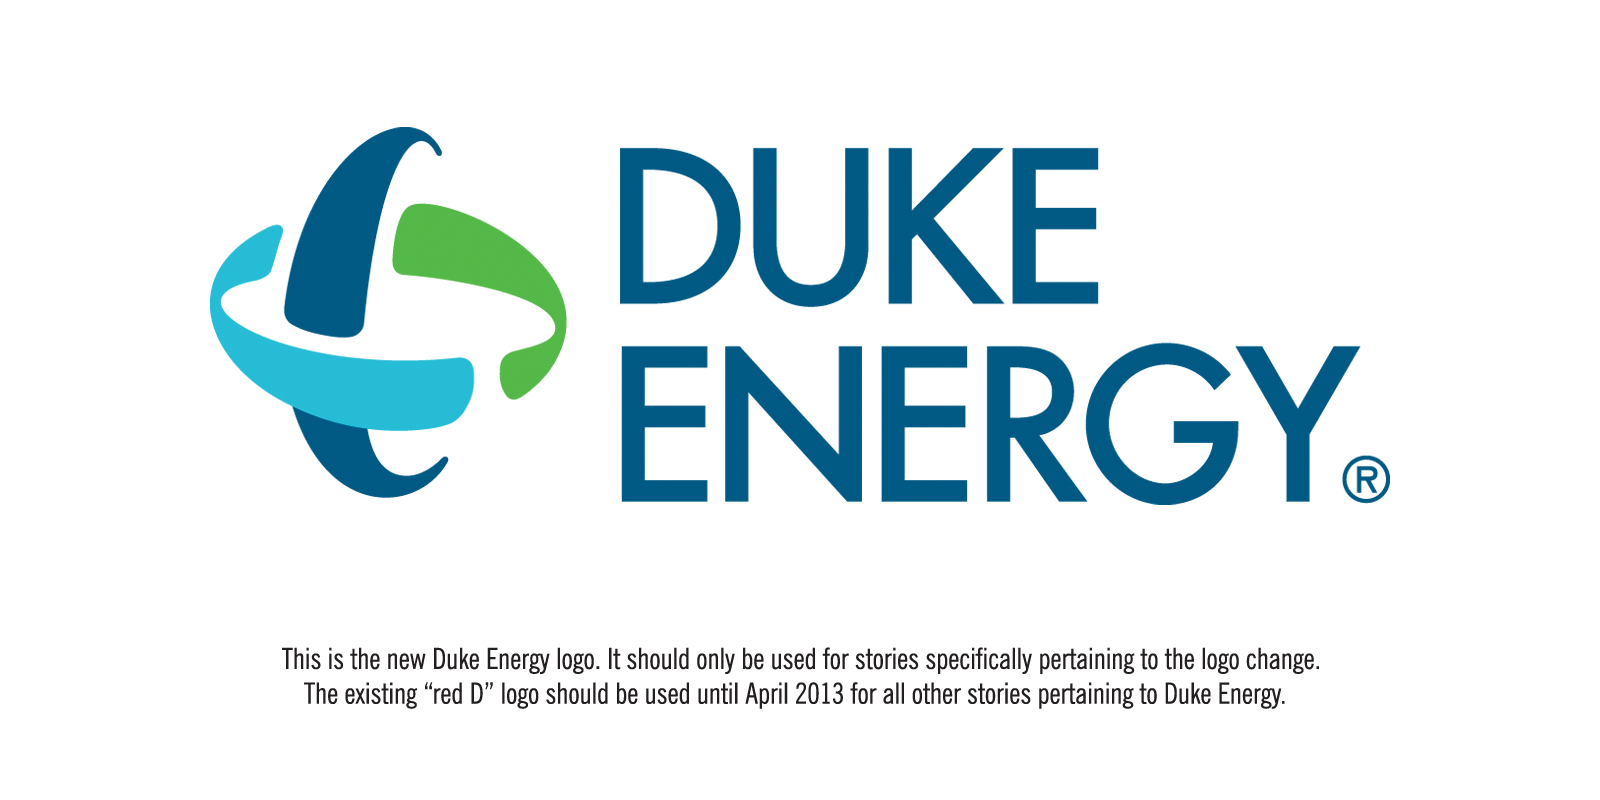 DUKE
ENERGY®
This is the new Duke Energy logo. It should only be used for stories specifically pertaining to the logo change.
The existing “red D” logo should be used until April 2013 for all other stories pertaining to Duke Energy.